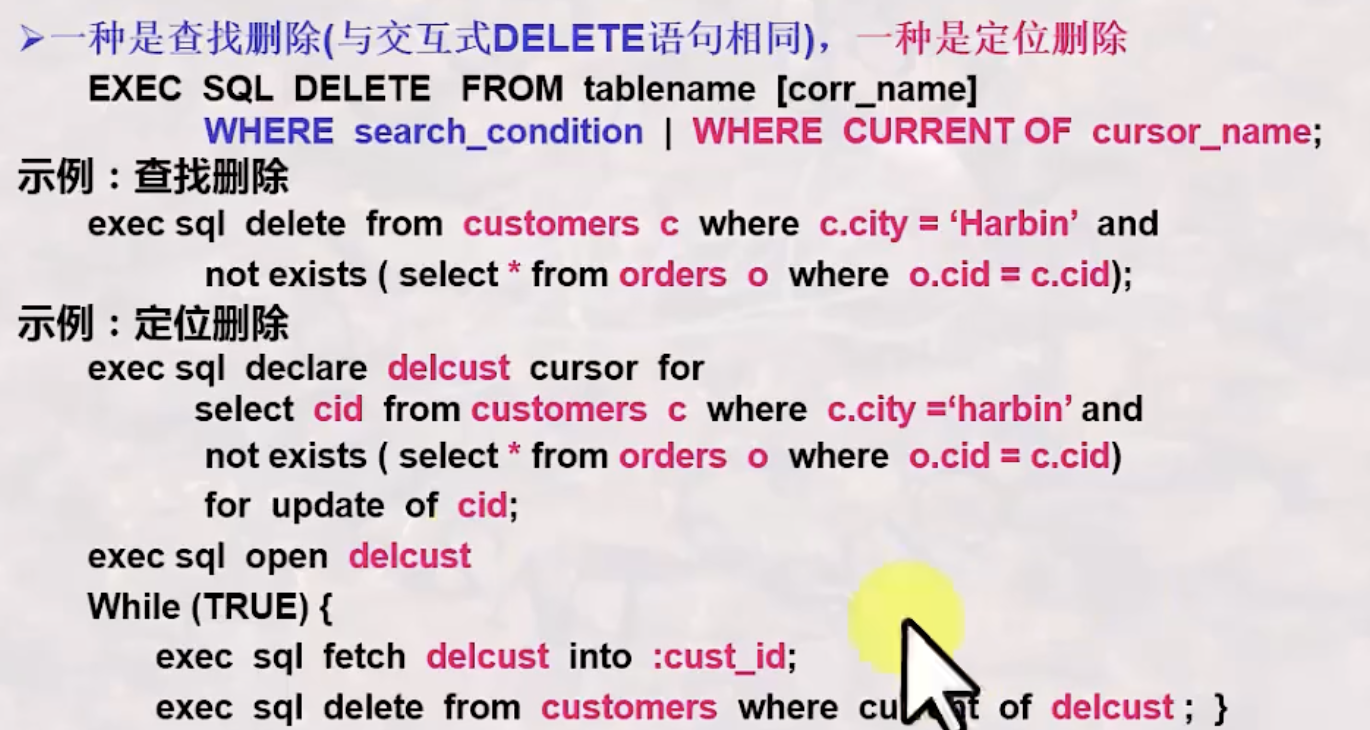 ➢一种是查找删除(与交互式DELETE语句相同)，一种是定位删除
EXEC SQL DELETE FROM tablename [corr_name]
WHERE search_condition | WHERE CURRENT OF cursor_name;
示例：查找删除
exec sql delete from customers c where c.city = ‘Harbin’ and
not exists ( select * from orders o where o.cid = c.cid);
示例：定位删除
exec sql declare delcust cursor for
select cid from customers c where c.city =‘harbin’ and
not exists ( select * from orders o where o.cid = c.cid)
for update of cid;
exec sql open delcust
While (TRUE) {
exec sql fetch delcust into :cust_id;
exec sql delete from customers where current of delcust ; }